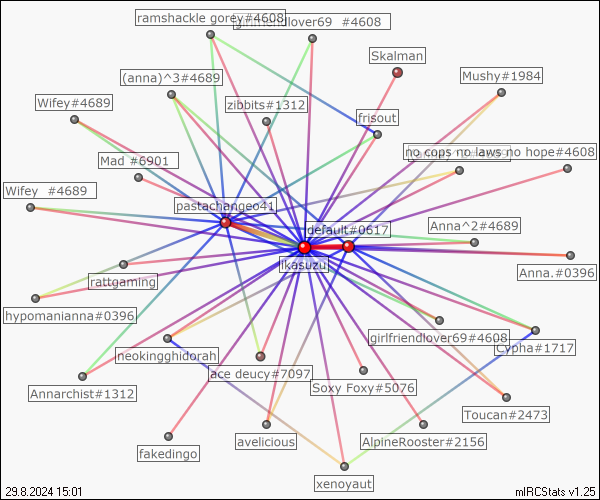 ramshackle gorey#4608
girlfriendlover69 #4608
Skalman
(anna)^3#4689
Mushy#1984
Wifey#4689
zibbits#1312
frisout
no cops no laws no hope#4608
Mad #6901
Wifey #4689
pastachangeo41
default#0617
Anna^2#4689
ikasuzu
Anna.#0396
rattgaming
hypomanianna#0396
girlfriendlover69#4608
Cypha#1717
neokingghidorah
ace deucy#7097
Soxy Foxy#5076
Annarchist#1312
Toucan#2473
avelicious
AlpineRooster#2156
fakedingo
xenoyaut
29.8.2024 15:01
mIRCStats v1.25